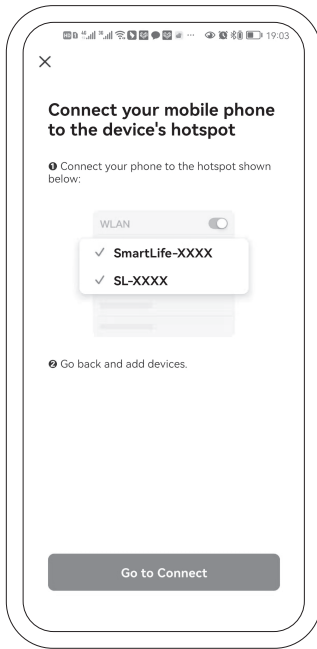 19:03
Connect your mobile phone
to the device's hotspot
❶ Connect your phone to the hotspot shown
below:
WLAN
SmartLife-XXXX
SL-XXXX
❷ Go back and add devices.
Go to Connect